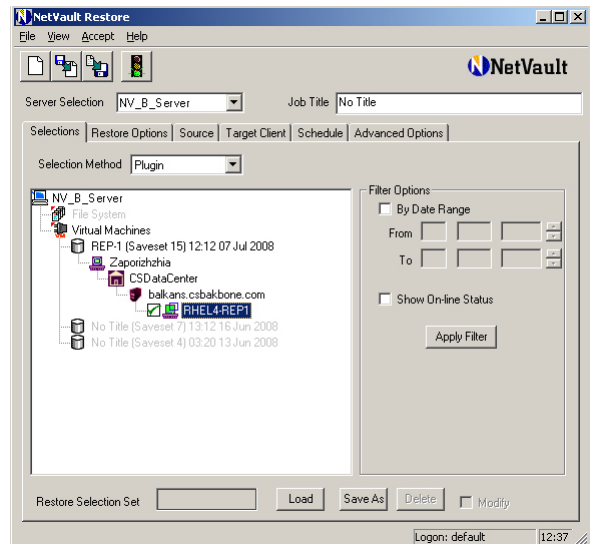 NetVault Restore
File View Accept Help
NetVault
Server Selection NV_B_Server Job Title No Title
Selections Restore Options Source Target Client Schedule Advanced Options
Selection Method Plugin
NV_B_Server
File System
Virtual Machines
REP-1 (Saveset 15) 12:12 07 Jul 2008
Zaporizhzhia
CSDataCenter
balkans.csbakbone.com
RHEL4-REP1
No Title (Saveset 7) 13:12 16 Jun 2008
No Title (Saveset 4) 03:20 13 Jun 2008
Filter Options
By Date Range
From
To
Show On-line Status
Apply Filter
Restore Selection Set Load Save As Delete Modify
Logon: default 12:37